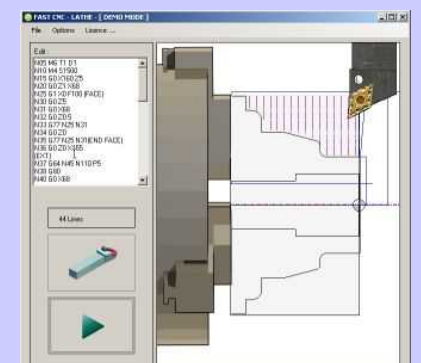 FAST CNC - LATHE - [ DEMO MODE ]
File Options Licence ...
Edit :
N05 M6 T1 D1
N10 M4 S1500
N15 G0 X160 Z5
N20 G0 Z1 X68
N25 G1 X0 F100 (FACE)
N30 G0 Z5
N31 G0 X68
N32 G0 Z0.5
N33 G77 N25 N31
N34 G0 Z0
N35 G77 N25 N31(END FACE)
N36 G0 Z0
(EXT)
N37 G64 N45 N110 P5
N38 G80
N40 G0 X68
44 Lines